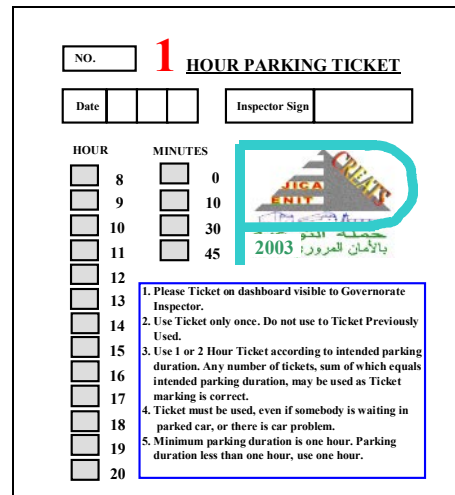 NO.
1 HOUR PARKING TICKET
Date
Inspector Sign
HOUR MINUTES
8 0
9 10
10 30
11 45
12
13
14
15
16
17
18
19
20
CREATS
JICA
ENIT
حملة
بالأمان
2003
1. Please Ticket on dashboard visible to Governorate
Inspector.
2. Use Ticket only once. Do not use to Ticket Previously
Used.
3. Use 1 or 2 Hour Ticket according to intended parking
duration. Any number of tickets, sum of which equals
intended parking duration, may be used as Ticket
marking is correct.
4. Ticket must be used, even if somebody is waiting in
parked car, or there is car problem.
5. Minimum parking duration is one hour. Parking
duration less than one hour, use one hour.